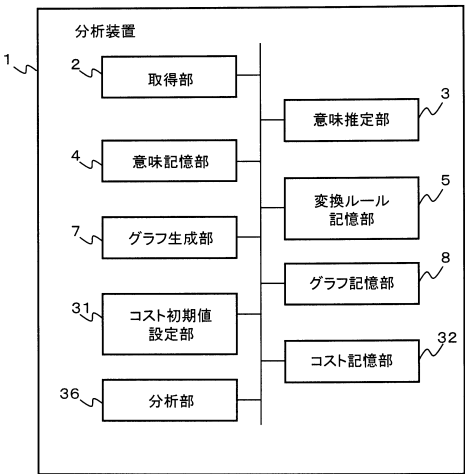 分析装置
1
2
取得部
3
意味推定部
4
意味記憶部
5
変換ルール
記憶部
7
グラフ生成部
8
グラフ記憶部
31
コスト初期値
設定部
32
コスト記憶部
36
分析部